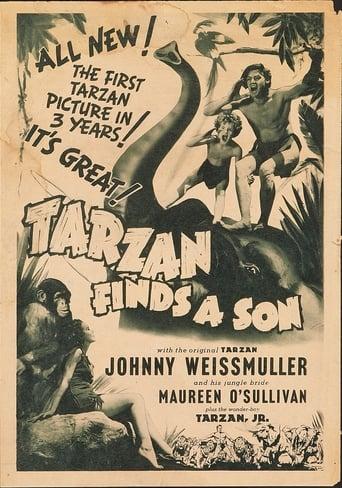 ALL NEW!
THE FIRST
TARZAN
PICTURE IN
3 YEARS!
IT'S GREAT!
TARZAN
FINDS A SON
with the original TARZAN
JOHNNY WEISSMULLER
and his jungle bride
MAUREEN O'SULLIVAN
plus the wonder-boy
TARZAN, JR.